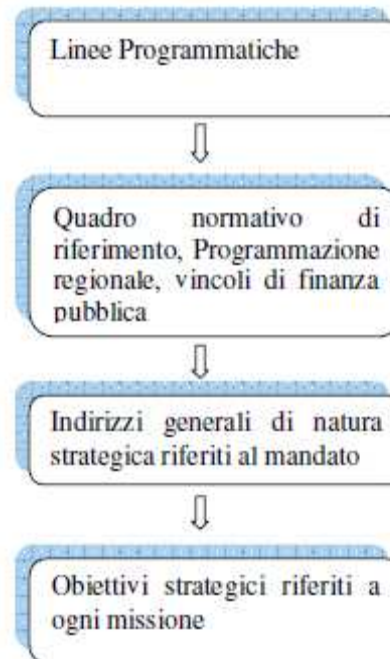 Linee Programmatiche
Quadro normativo di
riferimento, Programmazione
regionale, vincoli di finanza
pubblica
Indirizzi generali di natura
strategica riferiti al mandato
Obiettivi strategici riferiti a
ogni missione